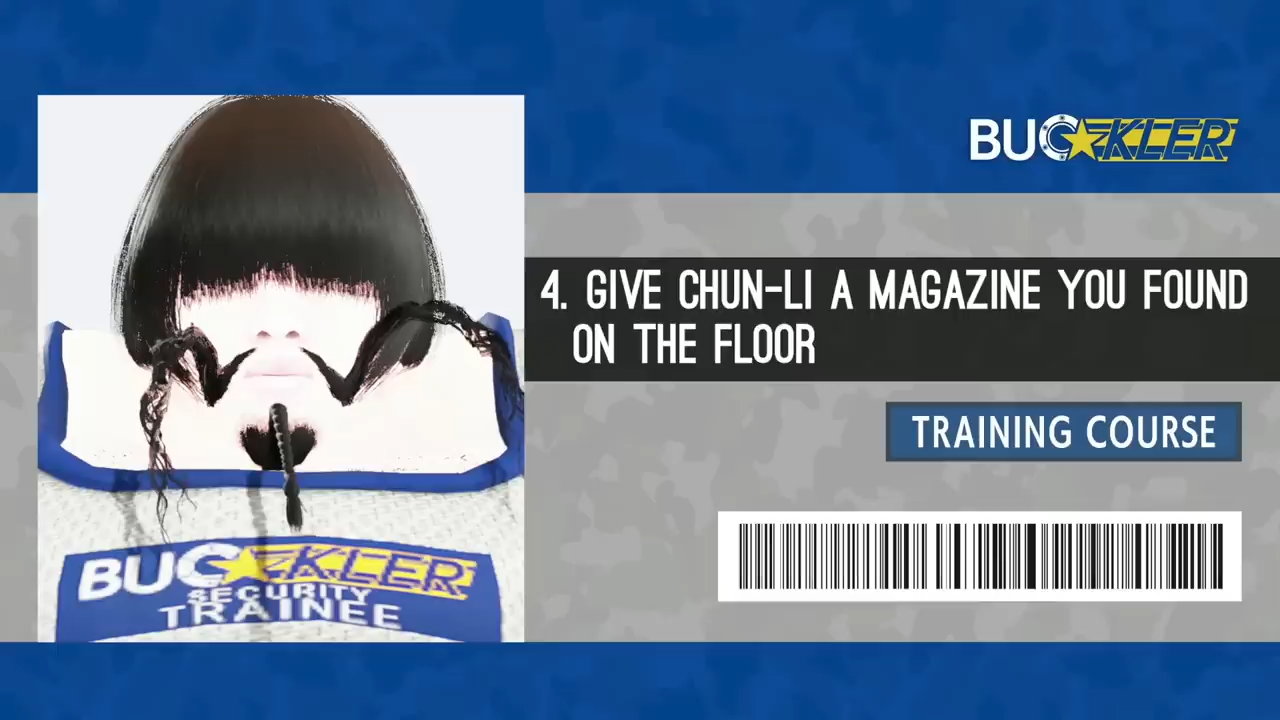 BUCKLER
4. GIVE CHUN-LI A MAGAZINE YOU FOUND
ON THE FLOOR
TRAINING COURSE
BUCKLER
SECURITY
TRAINEE